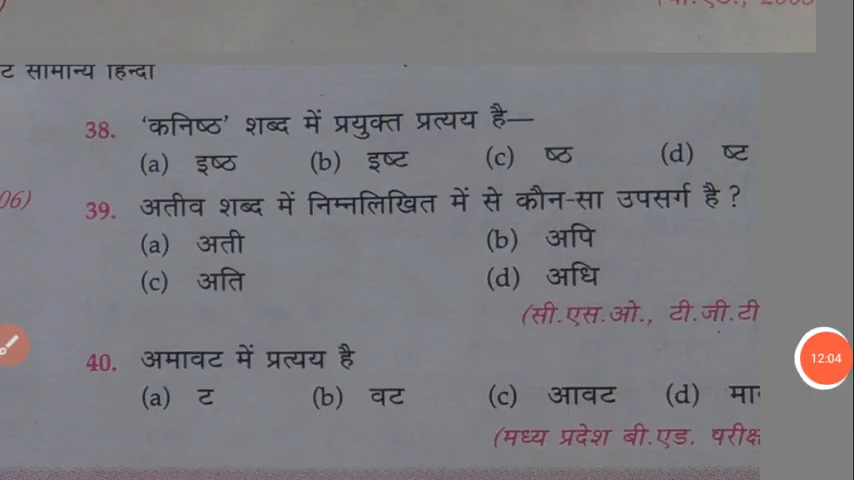 सामान्य हिन्दी
38. 'कनिष्ठ' शब्द में प्रयुक्त प्रत्यय है—
(a) इष्ठ (b) इष्ट (c) ष्ठ (d) ष्ट
06)
39. अतीव शब्द में निम्नलिखित में से कौन-सा उपसर्ग है ?
(a) अती (b) अपि
(c) अति (d) अधि
(सी.एस.ओ., टी.जी.टी
40. अमावट में प्रत्यय है
12:04
(a) ट (b) वट (c) आवट (d)
(मध्य प्रदेश बी.एड.